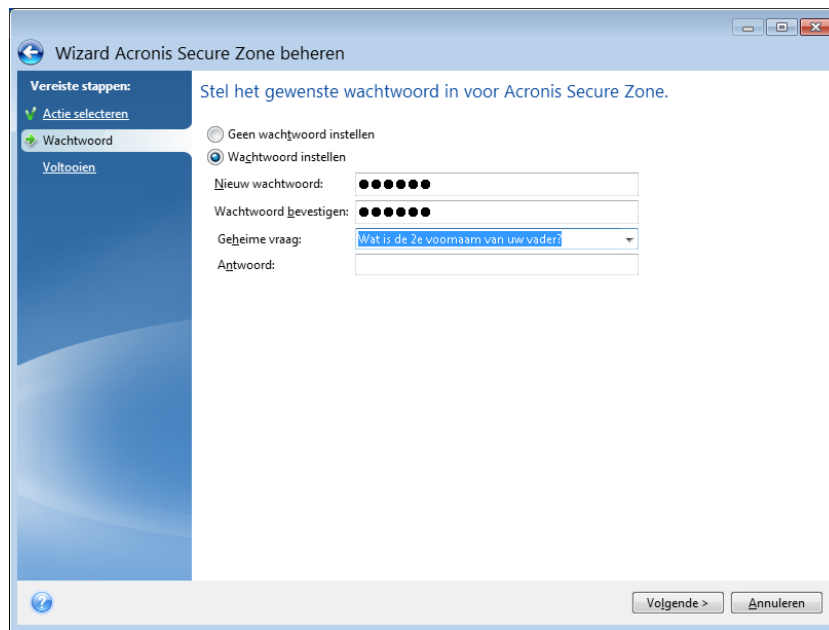 Wizard Acronis Secure Zone beheren
Vereiste stappen:
Actie selecteren
Wachtwoord
Voltooien
Stel het gewenste wachtwoord in voor Acronis Secure Zone.
Geen wachtwoord instellen
Wachtwoord instellen
Nieuw wachtwoord: ●●●●●●
Wachtwoord bevestigen: ●●●●●●
Geheime vraag: Wat is de 2e voornaam van uw vader?
Antwoord:
?
Volgende >
Annuleren